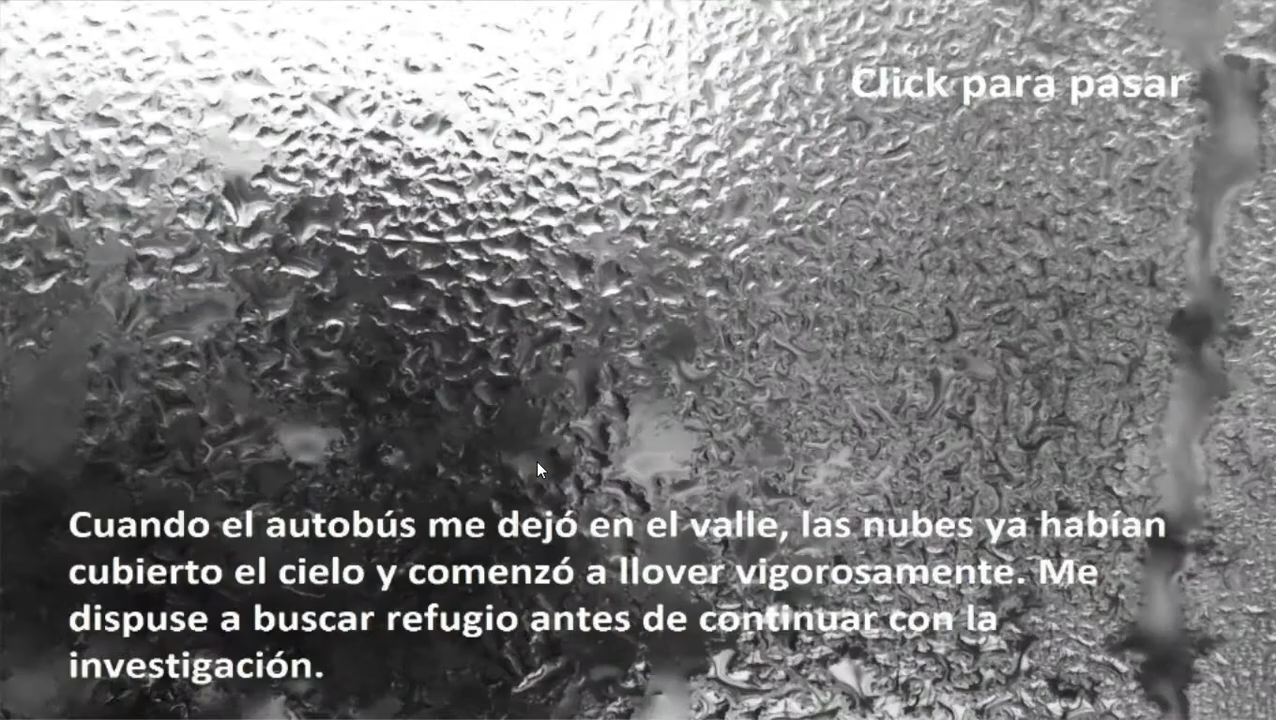 Click para pasar
Cuando el autobús me dejó en el valle, las nubes ya habían
cubierto el cielo y comenzó a llover vigorosamente. Me
dispuse a buscar refugio antes de continuar con la
investigación.